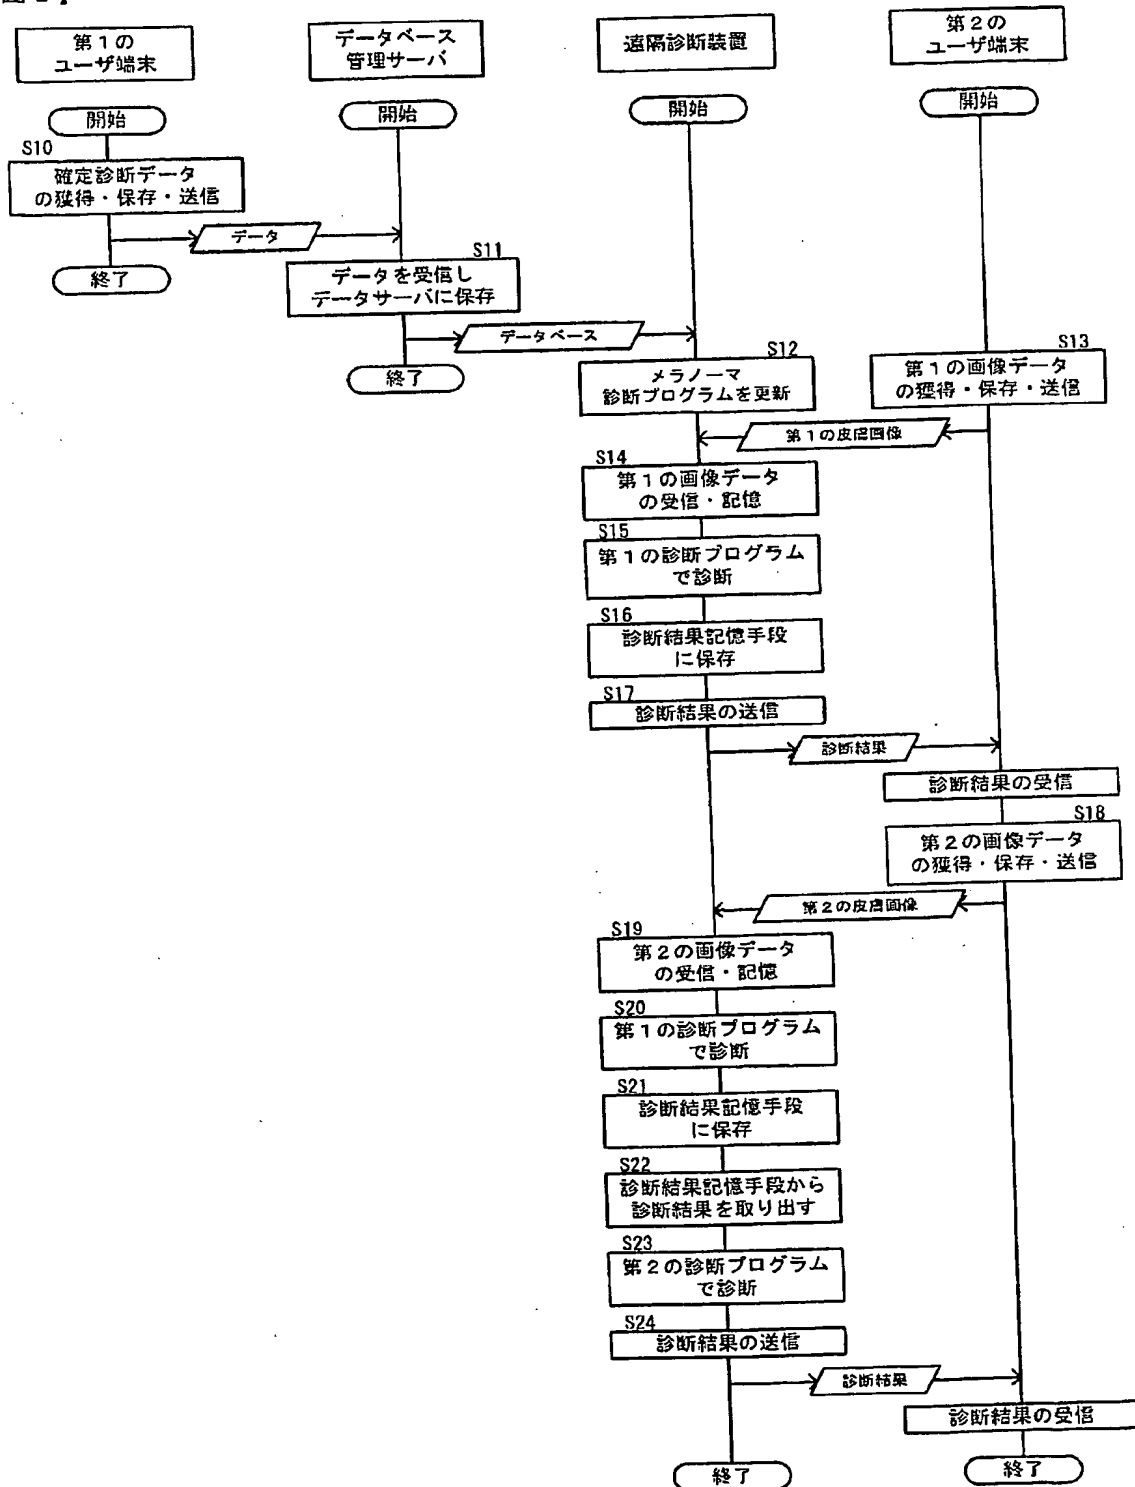 第1の
ユーザ端末
データベース
管理サーバ
遠隔診断装置
第2の
ユーザ端末
開始
開始
開始
開始
S10
確定診断データ
の獲得・保存・送信
データ
終了
S11
データを受信し
データサーバに保存
データベース
終了
S12
メラノーマ
診断プログラムを更新
S13
第1の画像データ
の獲得・保存・送信
第1の皮膚画像
S14
第1の画像データ
の受信・記憶
S15
第1の診断プログラム
で診断
S16
診断結果記憶手段
に保存
S17
診断結果の送信
診断結果
診断結果の受信
S18
第2の画像データ
の獲得・保存・送信
第2の皮膚画像
S19
第2の画像データ
の受信・記憶
S20
第1の診断プログラム
で診断
S21
診断結果記憶手段
に保存
S22
診断結果記憶手段から
診断結果を取り出す
S23
第2の診断プログラム
で診断
S24
診断結果の送信
診断結果
診断結果の受信
終了
終了